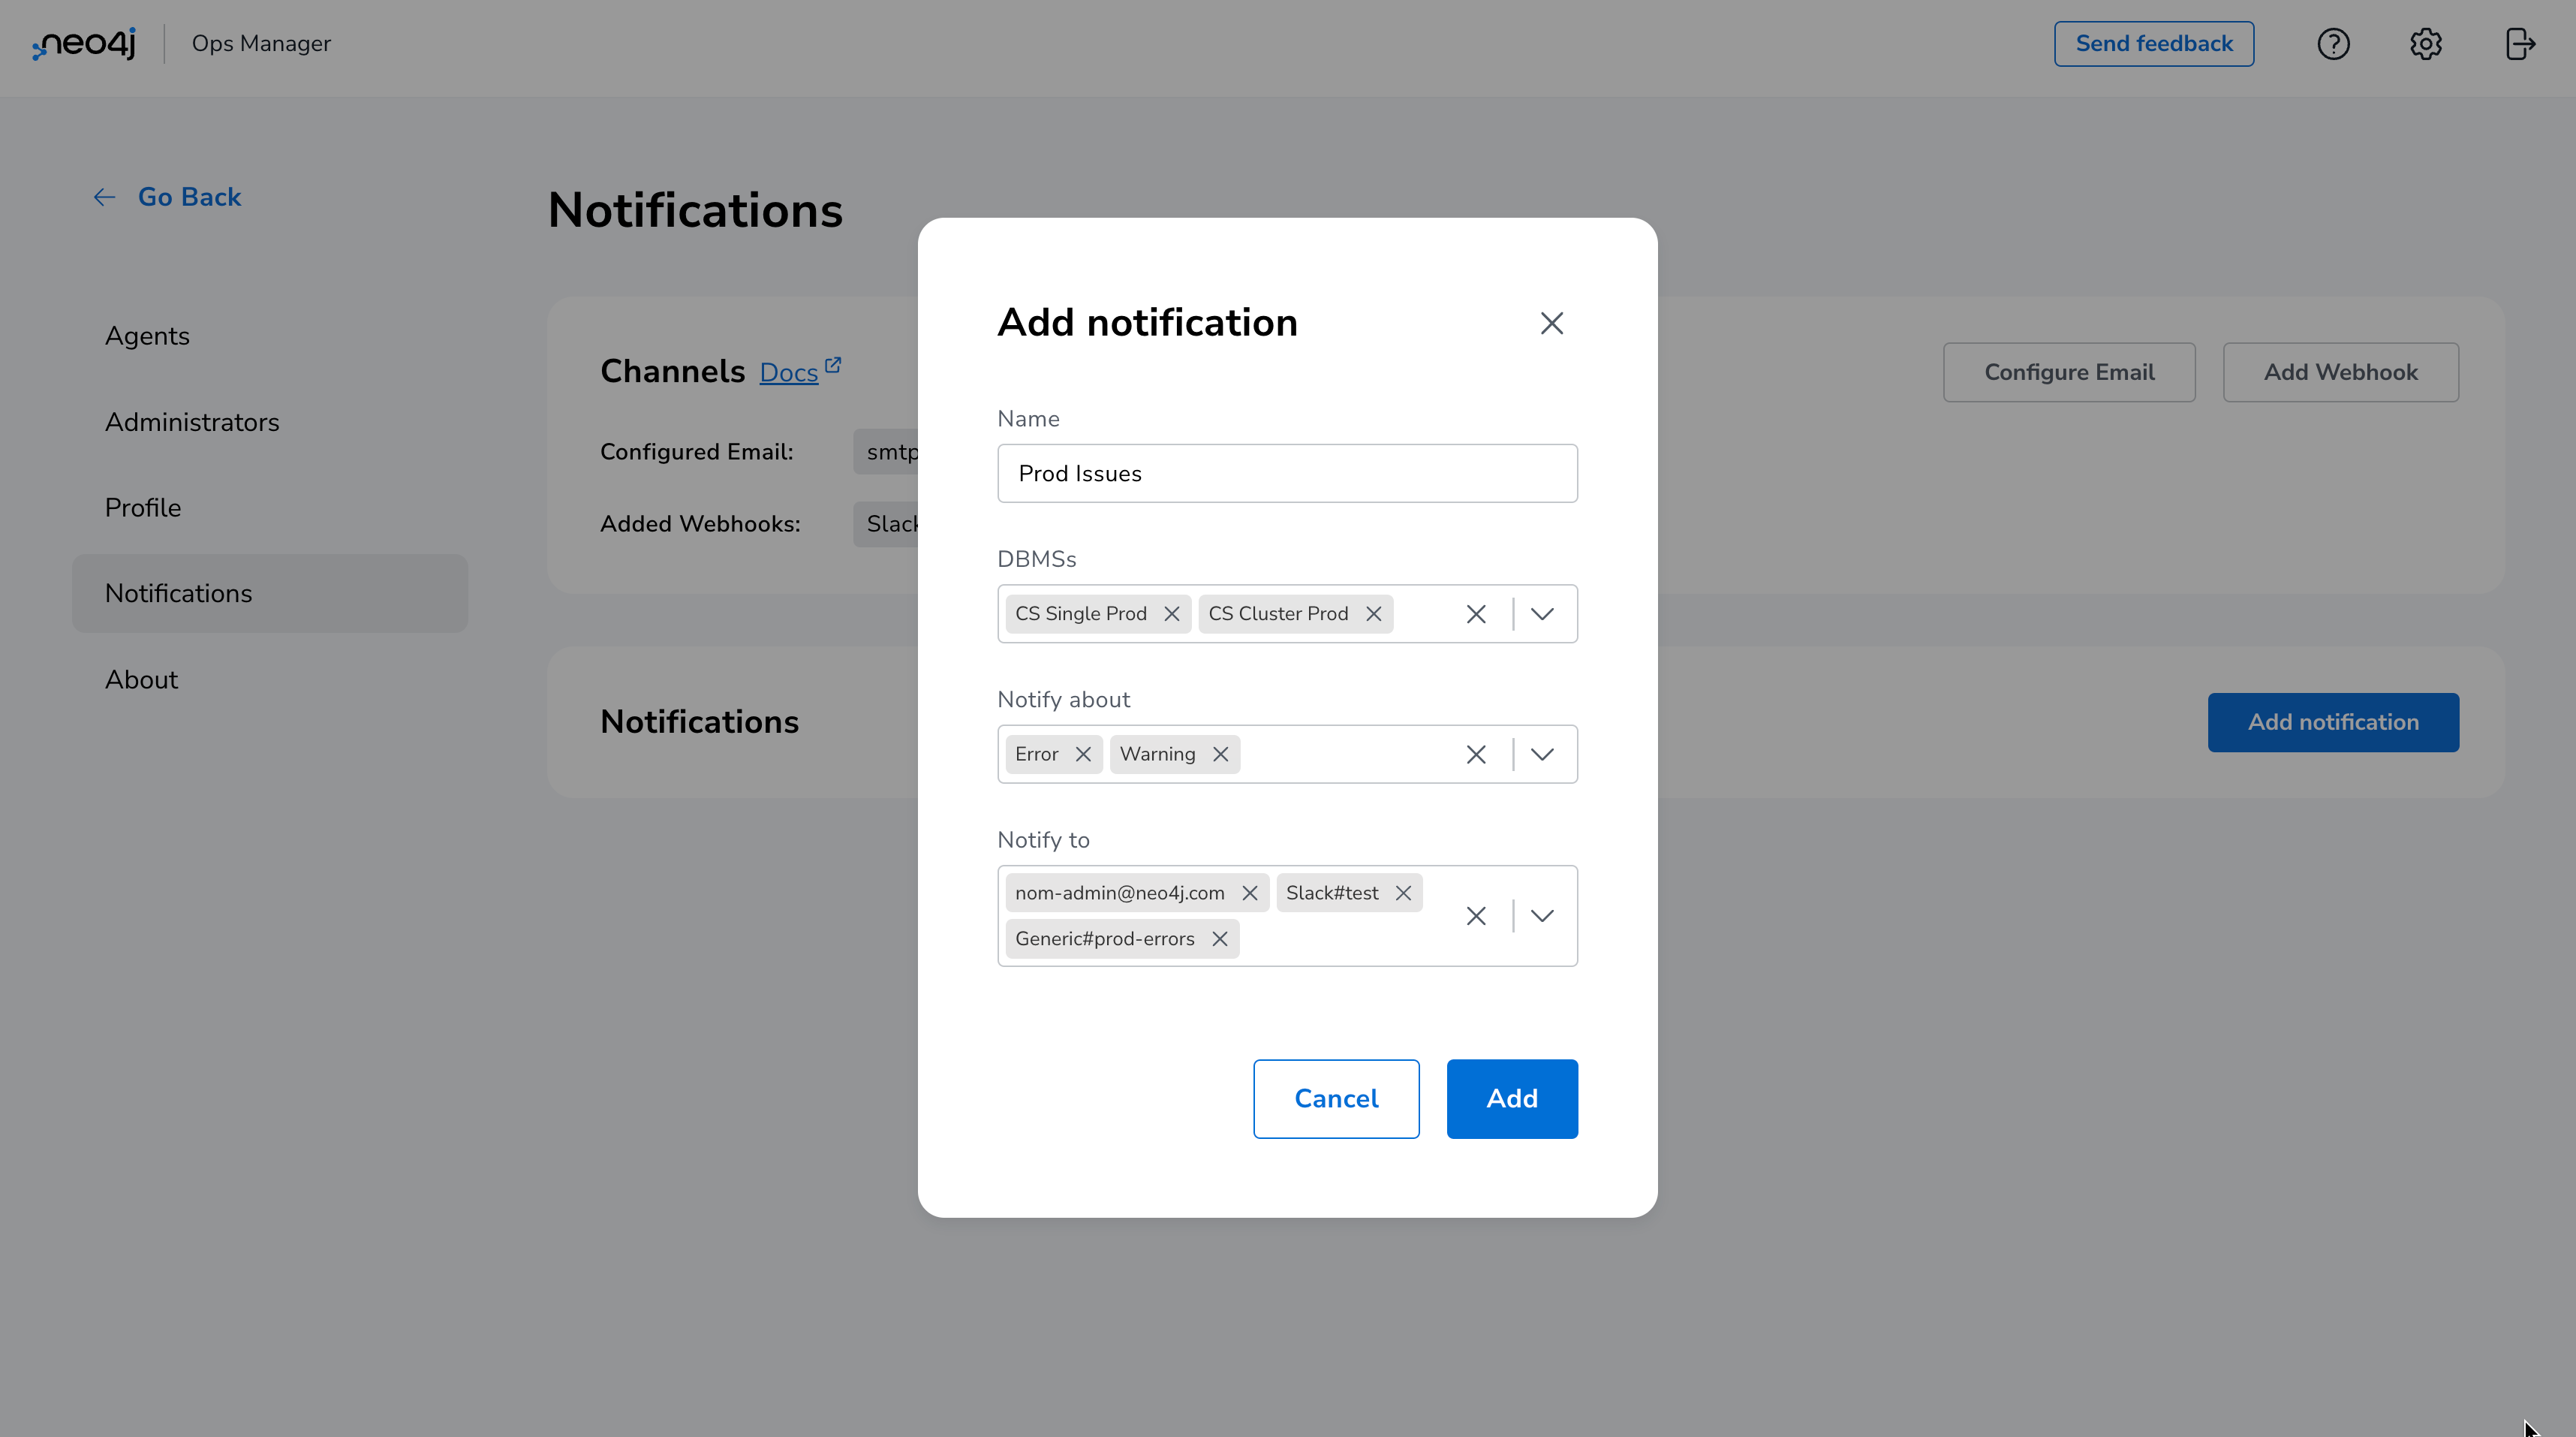 neo4j Ops Manager Send feedback
Go Back
Agents
Administrators
Profile
Notifications
About
Notifications
Channels Docs Configure Email Add Webhook
Configured Email: smtp
Added Webhooks: Slack
Notifications Add notification
Add notification
Name
Prod Issues
DBMSs
CS Single Prod CS Cluster Prod
Notify about
Error Warning
Notify to
nom-admin@neo4j.com Slack#test
Generic#prod-errors
Cancel Add